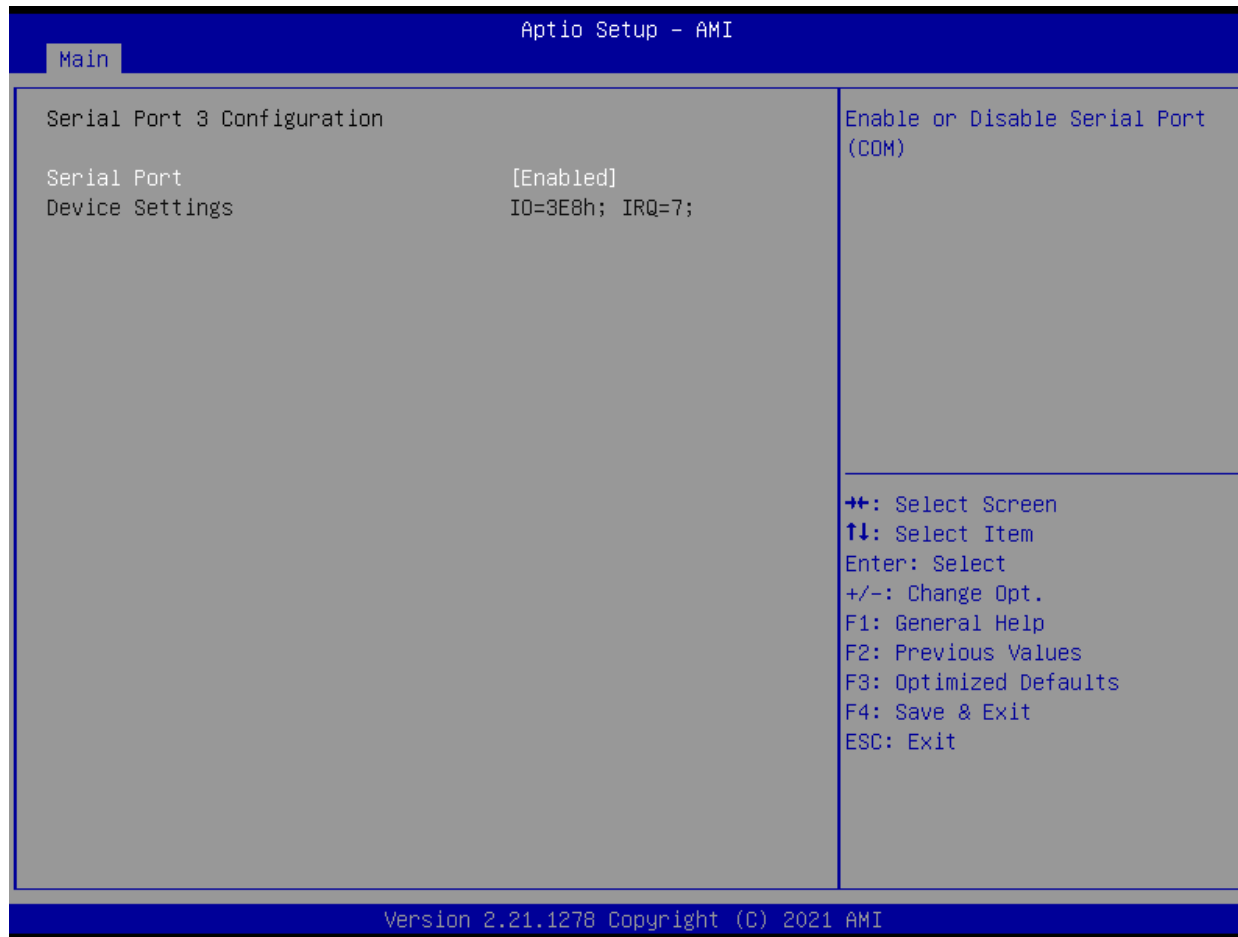 Aptio Setup – AMI
Main
Serial Port 3 Configuration
Serial Port [Enabled]
Device Settings IO=3E8h; IRQ=7;
Enable or Disable Serial Port
(COM)
→←: Select Screen
↑↓: Select Item
Enter: Select
+/-: Change Opt.
F1: General Help
F2: Previous Values
F3: Optimized Defaults
F4: Save & Exit
ESC: Exit
Version 2.21.1278 Copyright (C) 2021 AMI